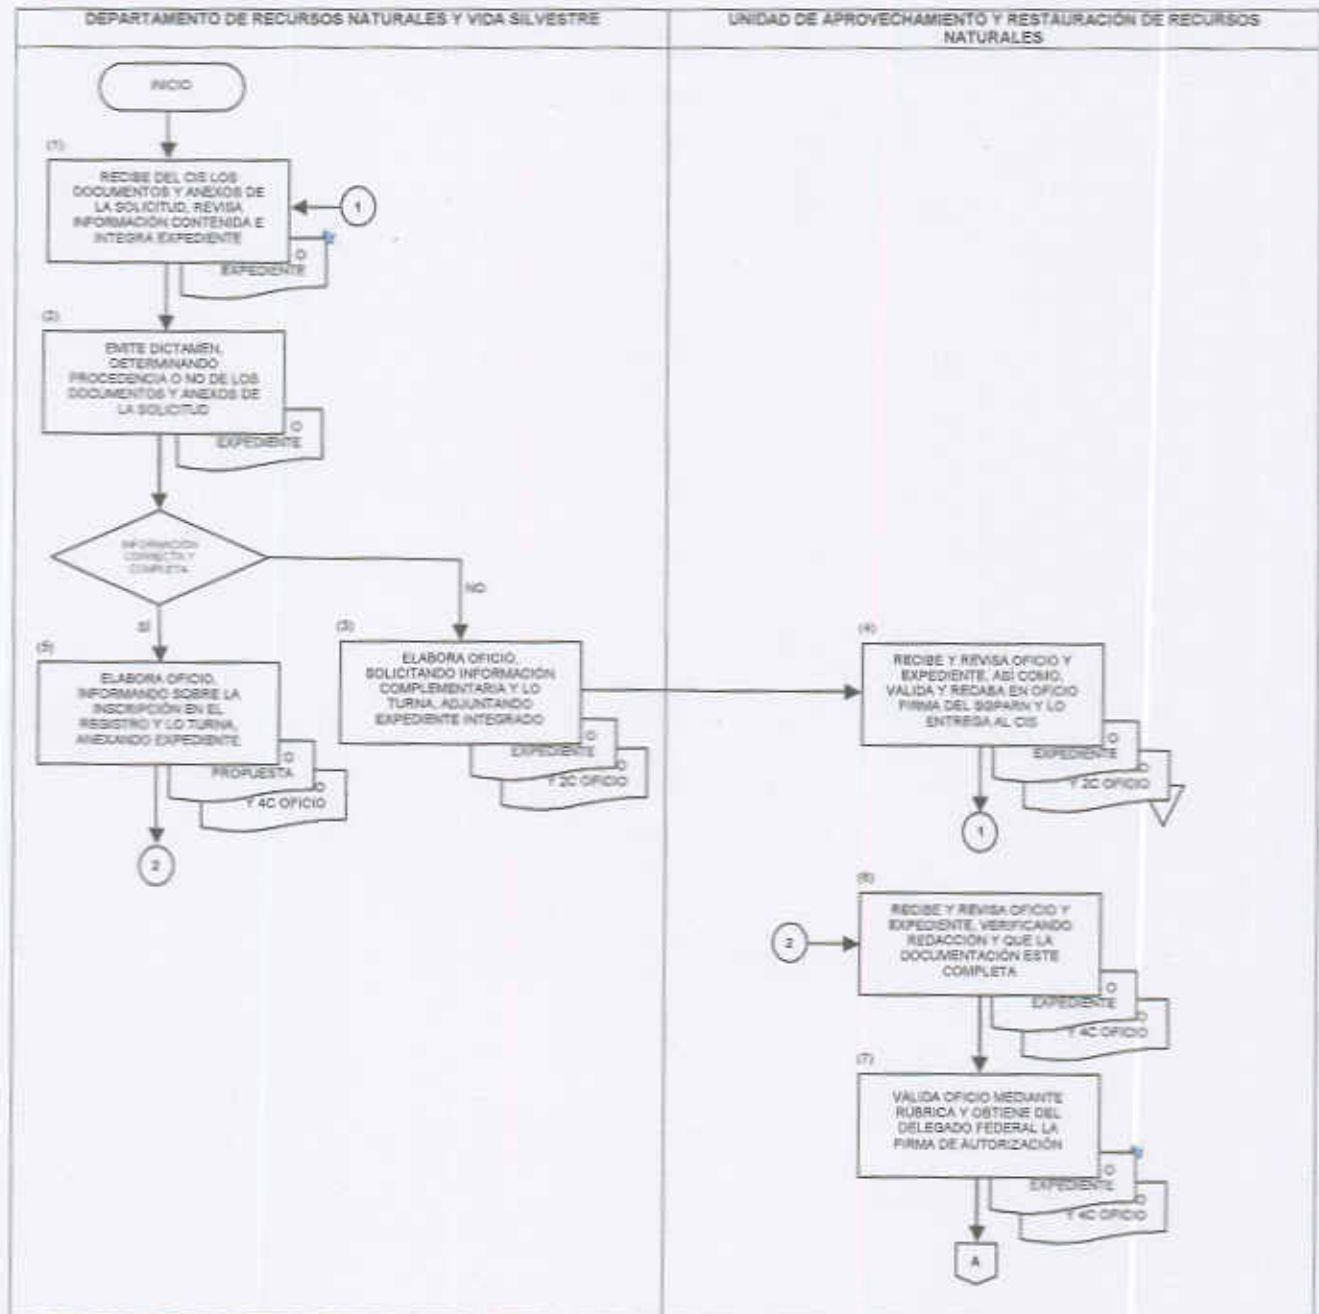 DEPARTAMENTO DE RECURSOS NATURALES Y VIDA SILVESTRE
UNIDAD DE APROVECHAMIENTO Y RESTAURACIÓN DE RECURSOS
NATURALES
INICIO
(1)
RECIBE DEL CIS LOS
DOCUMENTOS Y ANEXOS DE
LA SOLICITUD, REVISA
INFORMACIÓN CONTENIDA E
INTEGRA EXPEDIENTE
1
O
EXPEDIENTE
(2)
EMITE DICTAMEN,
DETERMINANDO
PROCEDENCIA O NO DE LOS
DOCUMENTOS Y ANEXOS DE
LA SOLICITUD
O
EXPEDIENTE
INFORMACIÓN
CORRECTA Y
COMPLETA
NO
SI
(5)
ELABORA OFICIO,
INFORMANDO SOBRE LA
INSCRIPCIÓN EN EL
REGISTRO Y LO TURNA,
ANEXANDO EXPEDIENTE
O
PROPUESTA
O
Y 4C OFICIO
2
(3)
ELABORA OFICIO,
SOLICITANDO INFORMACIÓN
COMPLEMENTARIA Y LO
TURNA, ADJUNTANDO
EXPEDIENTE INTEGRADO
O
EXPEDIENTE
O
Y 2C OFICIO
(4)
RECIBE Y REVISA OFICIO Y
EXPEDIENTE, ASÍ COMO,
VALIDA Y RECABA EN OFICIO
FIRMA DEL SGPARN Y LO
ENTREGA AL CIS
O
EXPEDIENTE
O
Y 2C OFICIO
1
(6)
2
RECIBE Y REVISA OFICIO Y
EXPEDIENTE, VERIFICANDO
REDACCIÓN Y QUE LA
DOCUMENTACIÓN ESTE
COMPLETA
O
EXPEDIENTE
O
Y 4C OFICIO
(7)
VALIDA OFICIO MEDIANTE
RÚBRICA Y OBTIENE DEL
DELEGADO FEDERAL LA
FIRMA DE AUTORIZACIÓN
O
EXPEDIENTE
O
Y 4C OFICIO
A